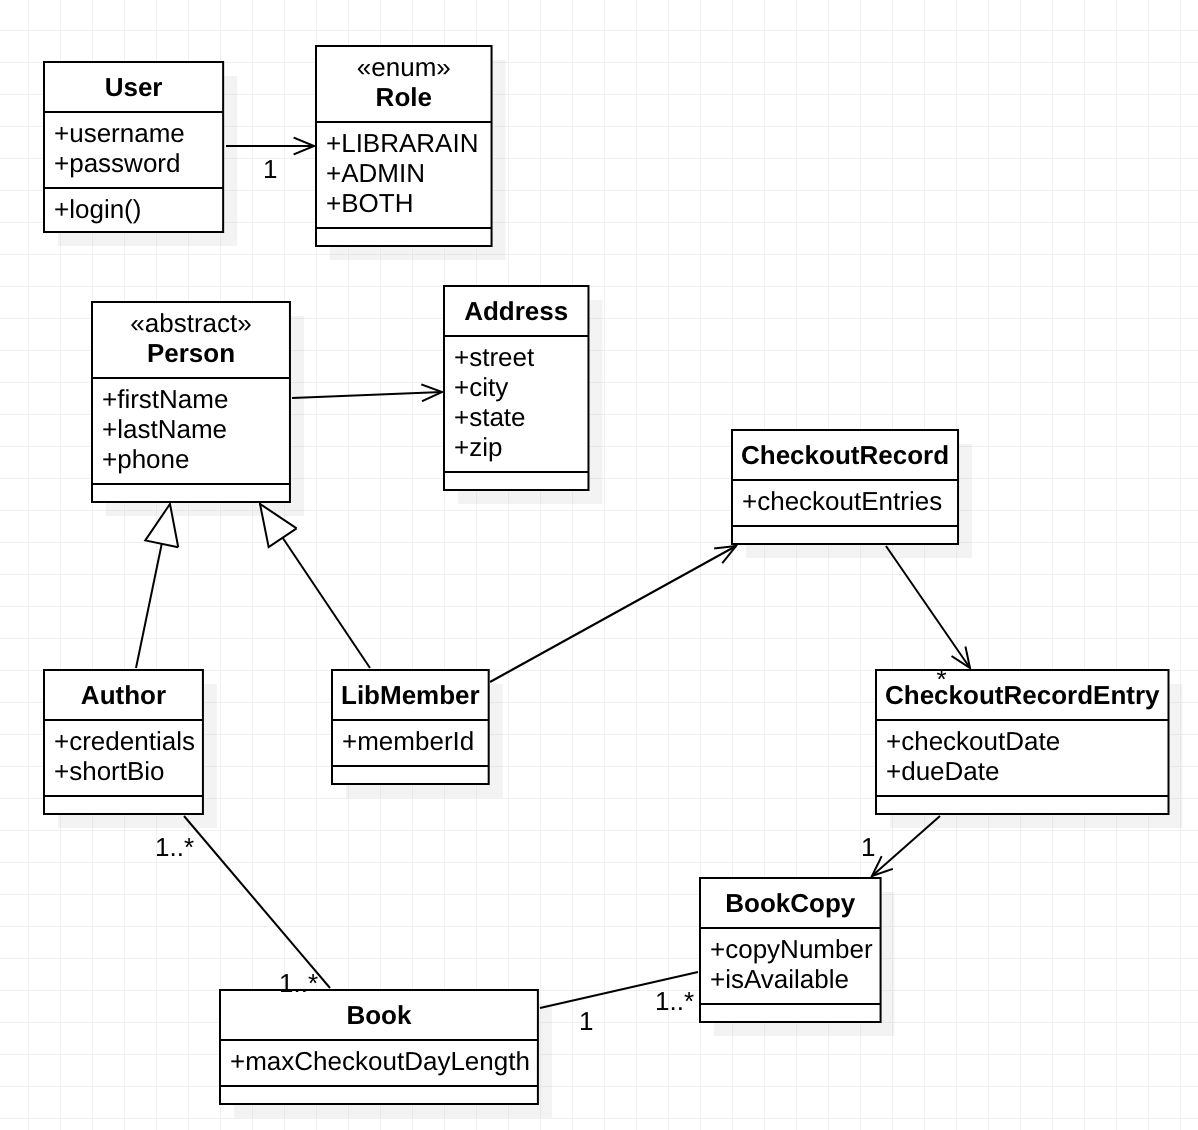 User
+username
+password
+login()
1
«enum»
Role
+LIBRARAIN
+ADMIN
+BOTH
«abstract»
Person
+firstName
+lastName
+phone
Address
+street
+city
+state
+zip
CheckoutRecord
+checkoutEntries
Author
+credentials
+shortBio
LibMember
+memberId
*
CheckoutRecordEntry
+checkoutDate
+dueDate
1..*
1
BookCopy
+copyNumber
+isAvailable
1..*
1..*
1
Book
+maxCheckoutDayLength